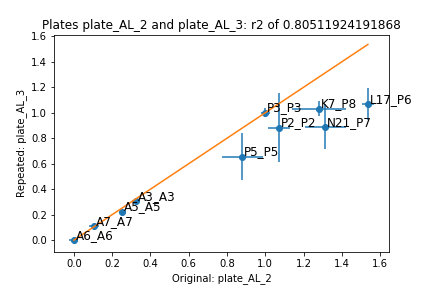 Plates plate_AL_2 and plate_AL_3: r2 of 0.80511924191868
1.6
1.4
1.2
1.0
0.8
0.6
0.4
0.2
0.0
Repeated: plate_AL_3
L17_P6
K7_P8
P3_P3
P2_P2
N21_P7
P5_P5
A3_A3
A5_A5
A7_A7
A6_A6
0.0 0.2 0.4 0.6 0.8 1.0 1.2 1.4 1.6
Original: plate_AL_2